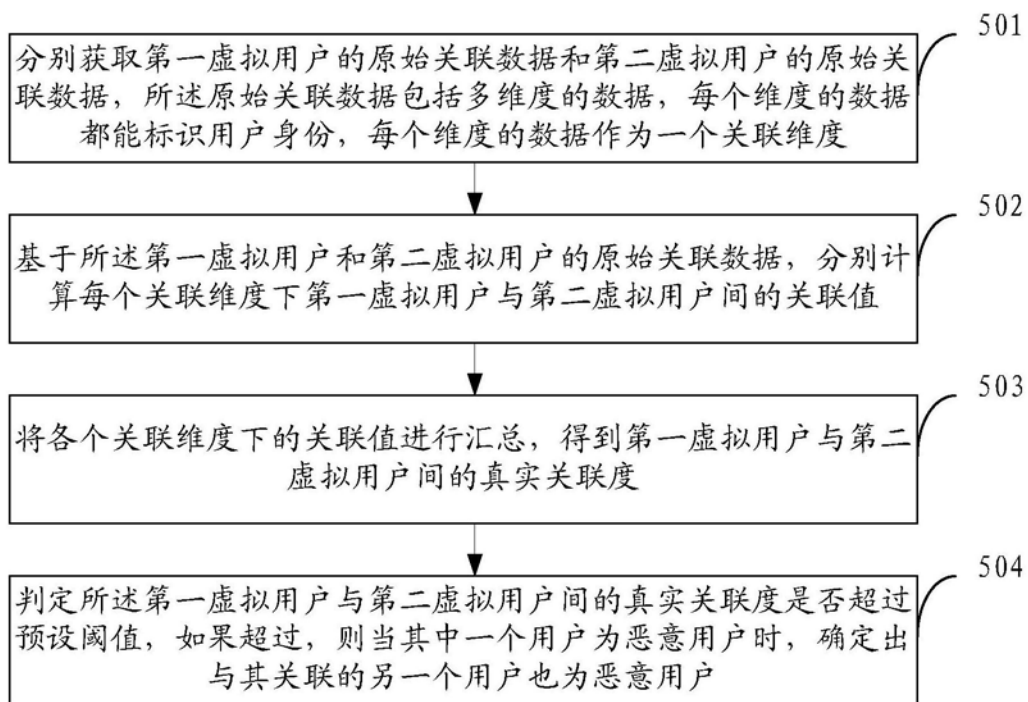 501
分别获取第一虚拟用户的原始关联数据和第二虚拟用户的原始关
联数据，所述原始关联数据包括多维度的数据，每个维度的数据
都能标识用户身份，每个维度的数据作为一个关联维度
502
基于所述第一虚拟用户和第二虚拟用户的原始关联数据，分别计
算每个关联维度下第一虚拟用户与第二虚拟用户间的关联值
503
将各个关联维度下的关联值进行汇总，得到第一虚拟用户与第二
虚拟用户间的真实关联度
504
判定所述第一虚拟用户与第二虚拟用户间的真实关联度是否超过
预设阈值，如果超过，则当其中一个用户为恶意用户时，确定出
与其关联的另一个用户也为恶意用户